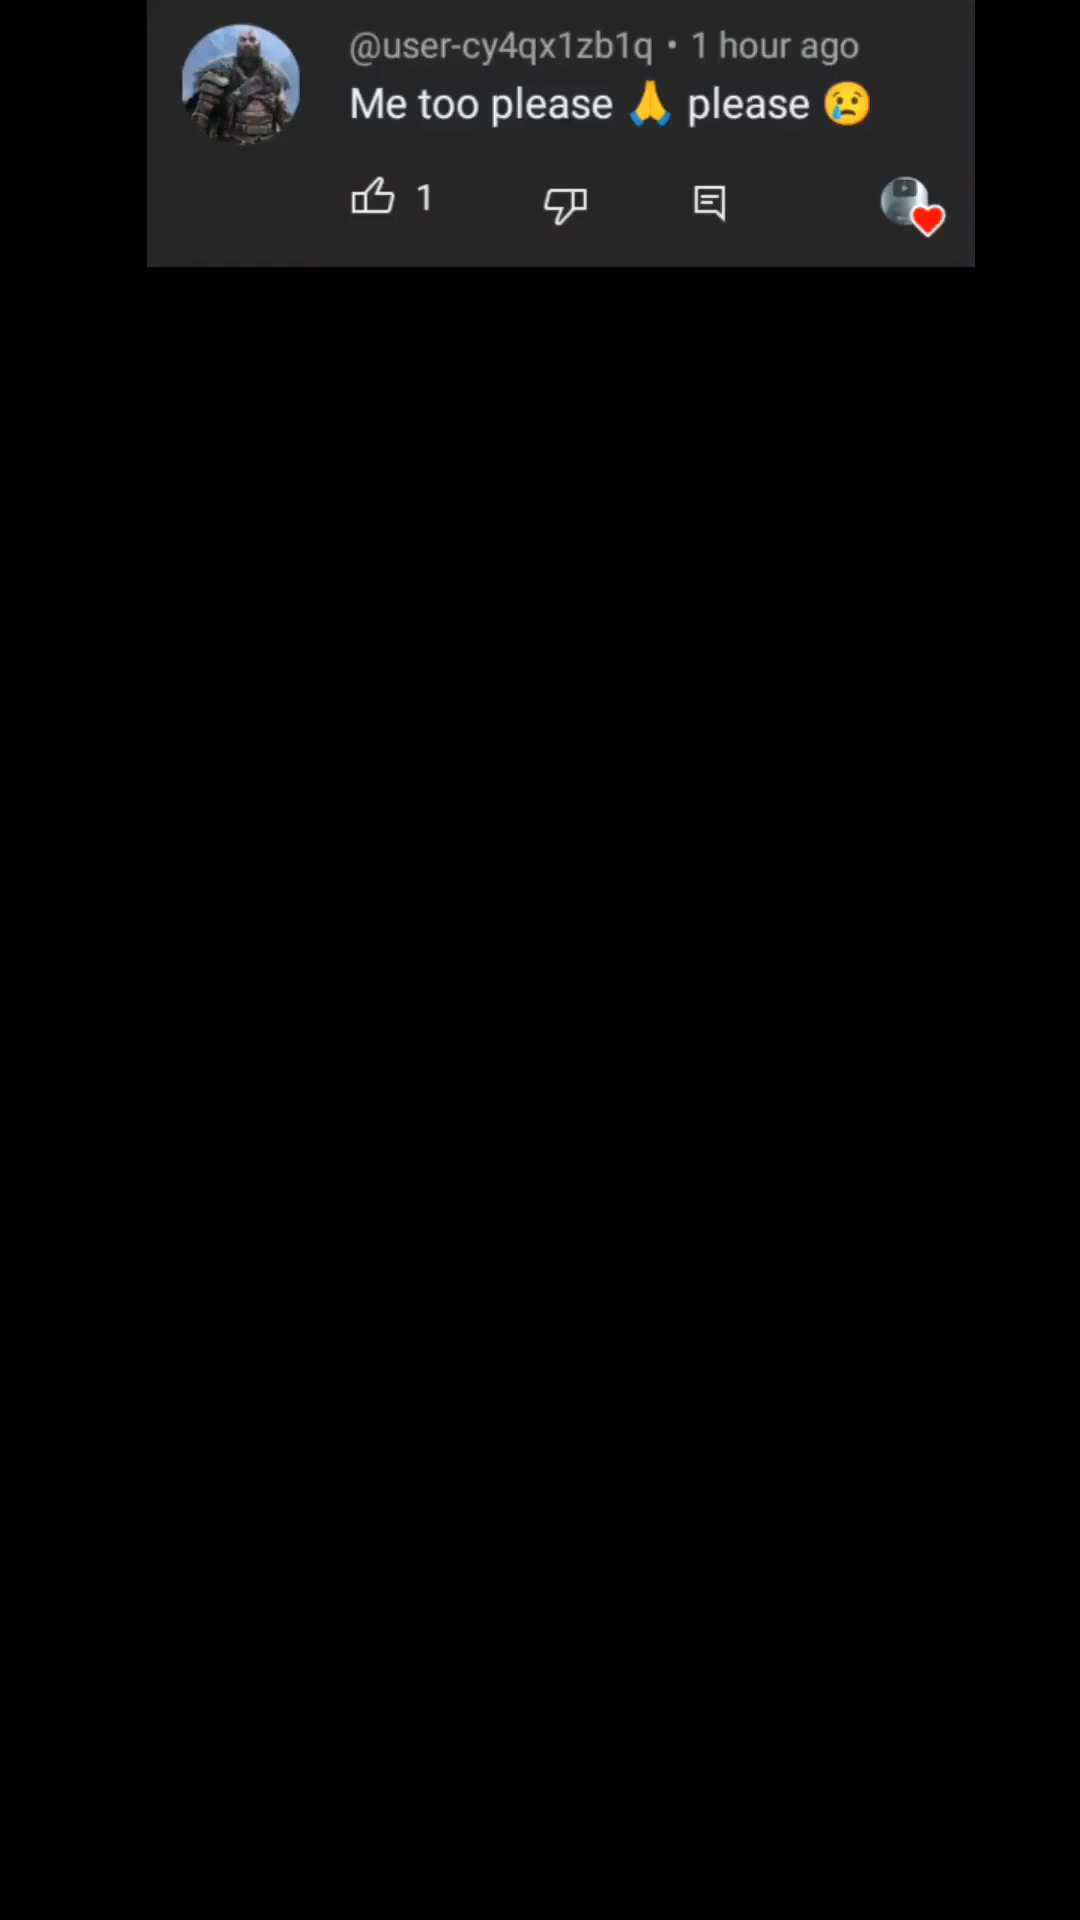 @user-cy4qx1zb1q • 1 hour ago
Me too please 🙏 please 😢
1